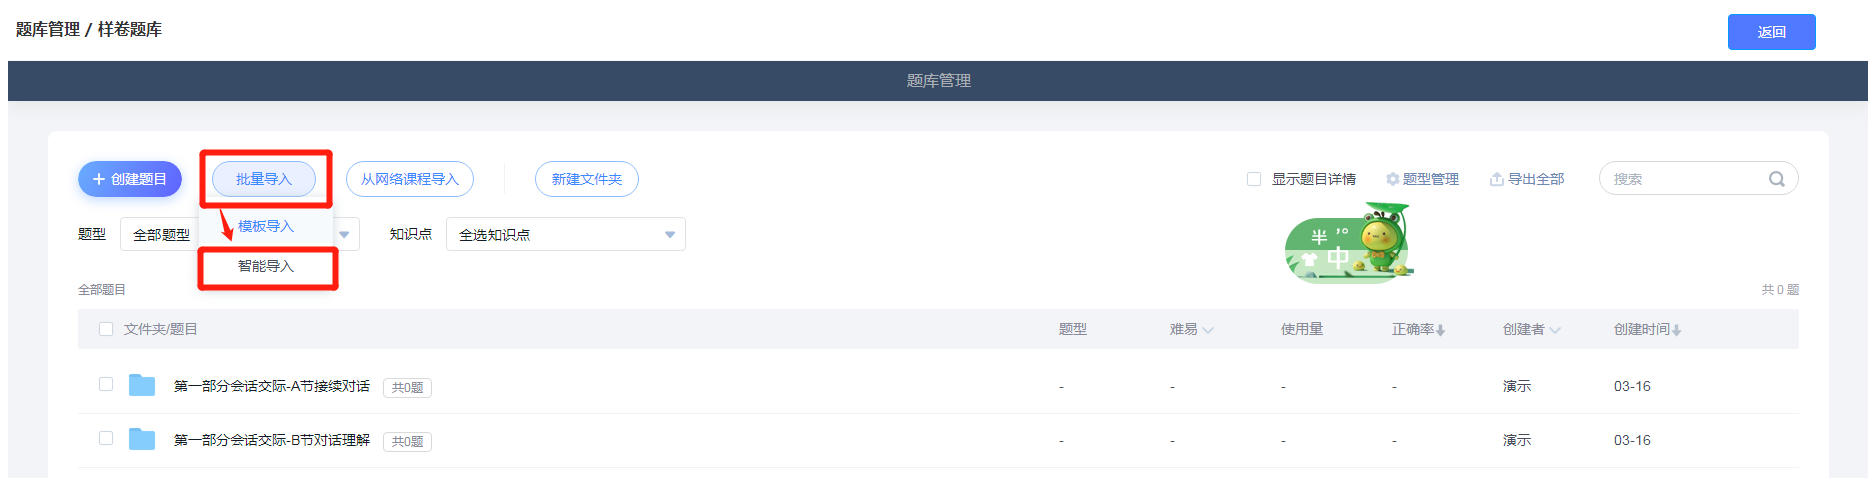 题库管理 / 样卷题库
返回
题库管理
+ 创建题目 批量导入 从网络课程导入 新建文件夹 显示题目详情 题型管理 导出全部 搜索
模板导入
题型 全部题型 知识点 全选知识点
半 ’°
中
智能导入
全部题目 共 0 题
文件夹/题目 题型 难易 使用量 正确率 创建者 创建时间
第一部分会话交际-A节接续对话 共0题 - - - - 演示 03-16
第一部分会话交际-B节对话理解 共0题 - - - - 演示 03-16